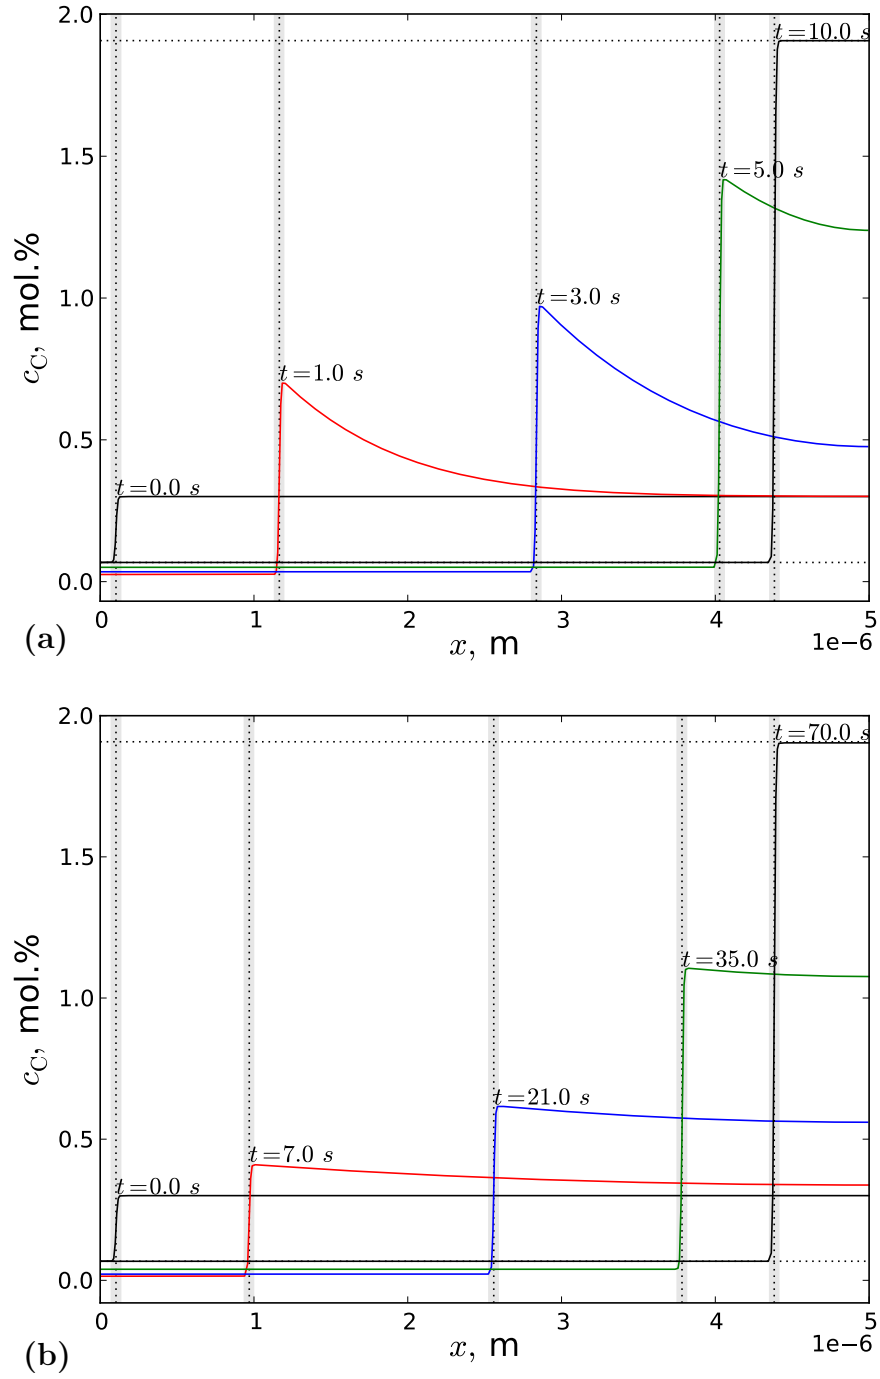 2.0
t=10.0 s
1.5
t=5.0 s
c_C, mol.%
1.0
t=3.0 s
t=1.0 s
0.5
t=0.0 s
0.0
0 1 2 3 4 5
(a)
x, m
1e−6
2.0
t=70.0 s
1.5
c_C, mol.%
1.0
t=35.0 s
t=21.0 s
0.5
t=7.0 s
t=0.0 s
0.0
0 1 2 3 4 5
(b)
x, m
1e−6